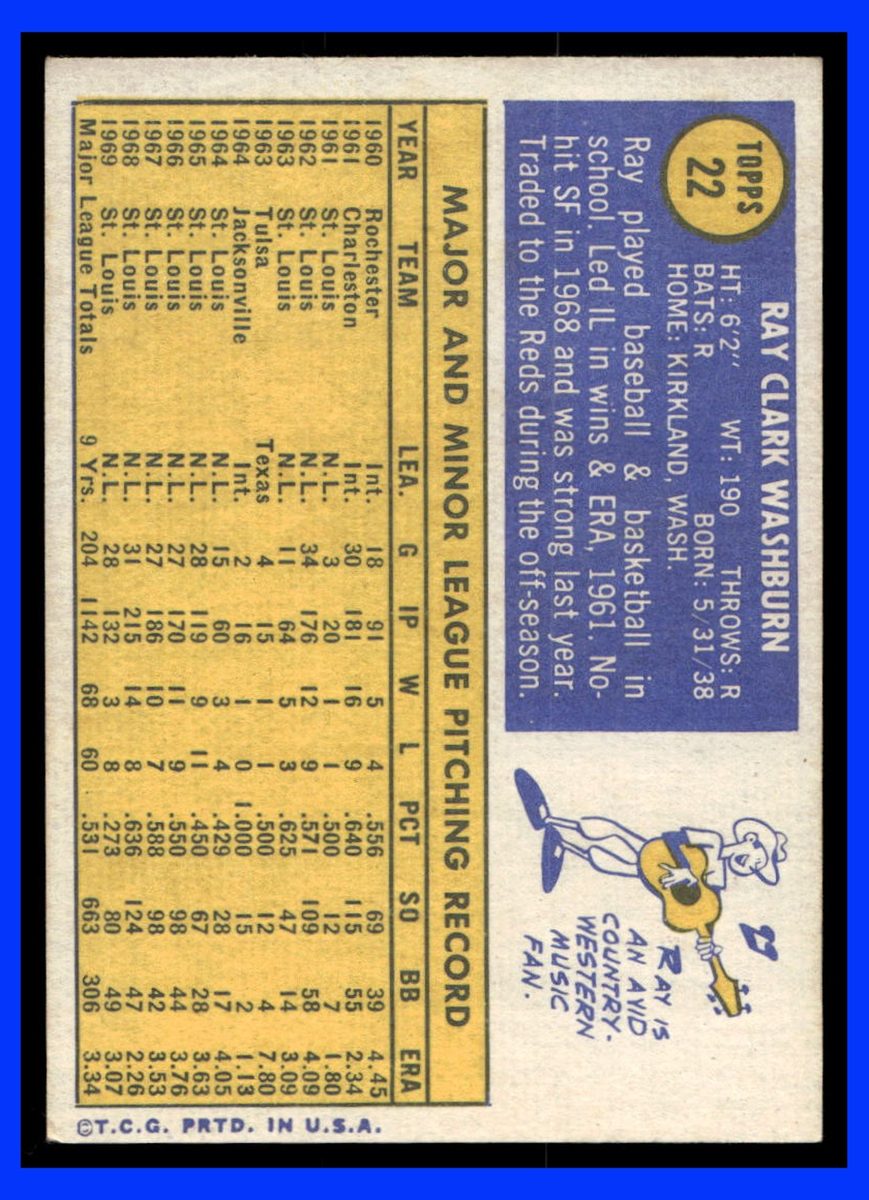 TOPPS
22
RAY CLARK WASHBURN
HT: 6'2" WT: 190 THROWS: R
BATS: R BORN: 5/31/38
HOME: KIRKLAND, WASH.
Ray played baseball & basketball in
school. Led IL in wins & ERA, 1961. No-
hit SF in 1968 and was strong last year.
Traded to the Reds during the off-season.
RAY IS
AN AVID
COUNTRY-
WESTERN
MUSIC
FAN.
MAJOR AND MINOR LEAGUE PITCHING RECORD
YEAR TEAM LEA. G IP W L PCT SO BB ERA
1960 Rochester Int. 18 91 5 4 .556 69 39 4.45
1961 Charleston Int. 30 181 16 9 .640 115 55 2.34
1961 St. Louis N.L. 3 20 1 1 .500 12 7 1.80
1962 St. Louis N.L. 34 176 12 9 .571 109 58 4.09
1963 St. Louis N.L. 11 64 5 3 .625 47 14 3.09
1963 Tulsa Texas 4 15 1 1 .500 12 4 7.80
1964 Jacksonville Int. 2 16 1 0 1.000 15 2 1.13
1964 St. Louis N.L. 15 60 3 4 .429 28 17 4.05
1965 St. Louis N.L. 28 119 9 11 .450 67 28 3.63
1966 St. Louis N.L. 27 170 11 9 .550 98 44 3.76
1967 St. Louis N.L. 27 186 10 7 .588 98 42 3.53
1968 St. Louis N.L. 31 215 14 8 .636 124 47 2.26
1969 St. Louis N.L. 28 132 3 8 .273 80 49 3.07
Major League Totals 9 Yrs. 204 1142 68 60 .531 663 306 3.34
©T.C.G. PRTD. IN U.S.A.